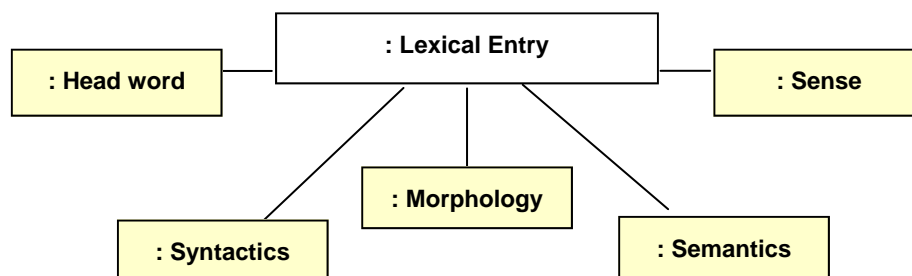 : Lexical Entry
: Head word
: Sense
: Morphology
: Syntactics
: Semantics